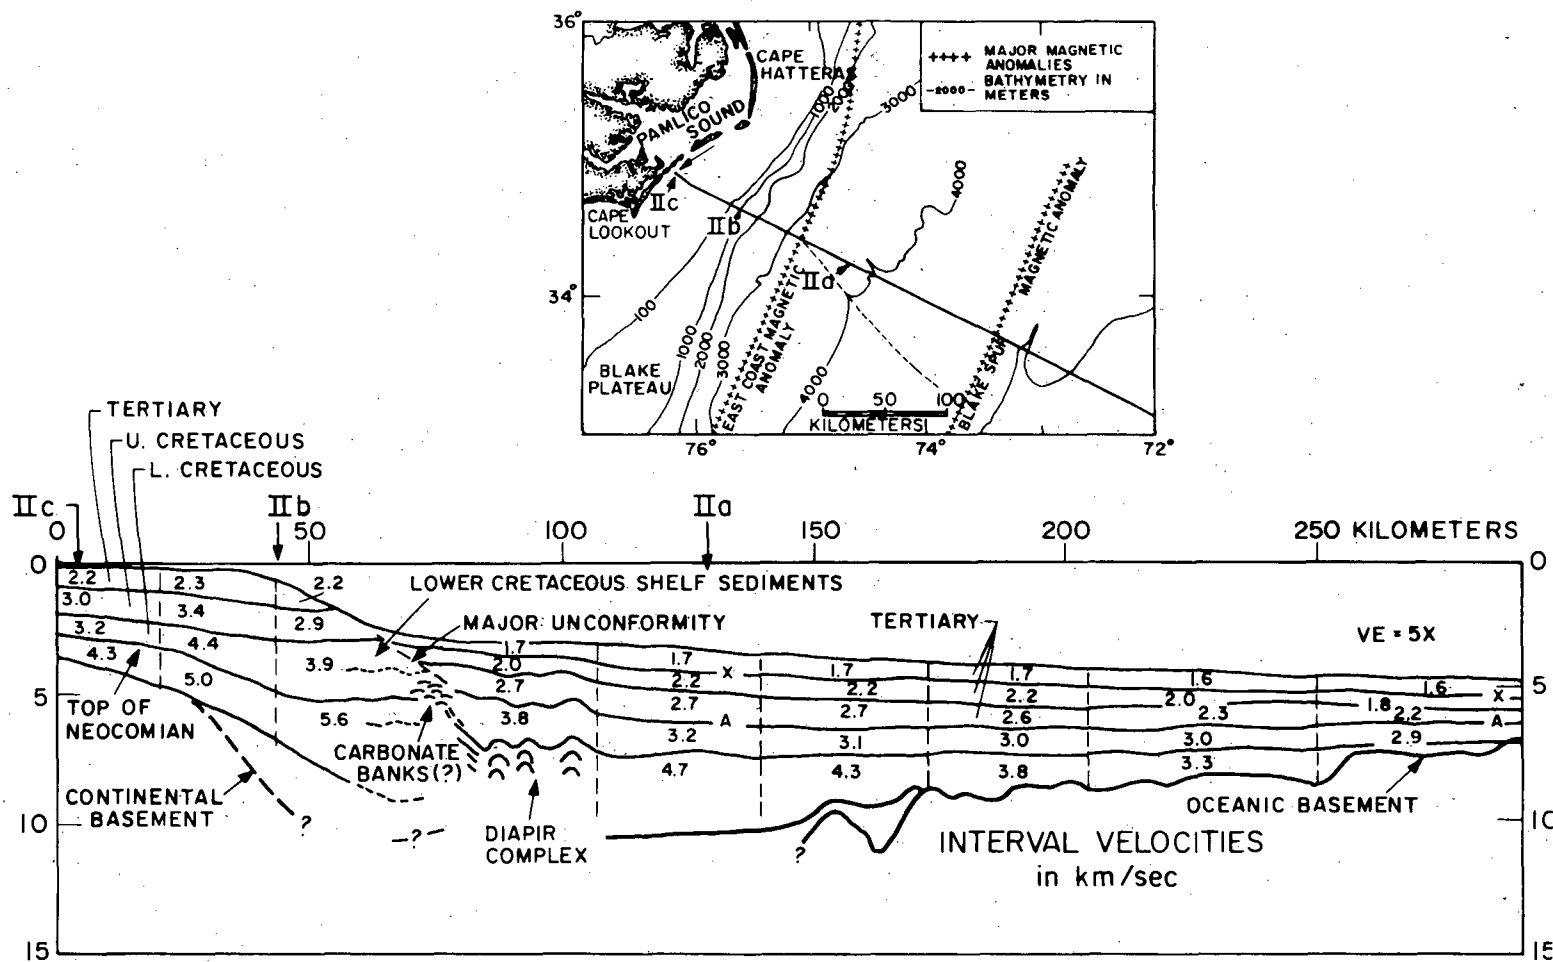 36°
CAPE
HATTERAS
++++ MAJOR MAGNETIC
ANOMALIES
-2000- BATHYMETRY IN
METERS
1000
2000
3000
PAMLICO
SOUND
4000
IIc
CAPE
LOOKOUT
IIb
IIa
34°
100
1000
2000
3000
4000
EAST COAST MAGNETIC
ANOMALY
BLAKE SPUR MAGNETIC ANOMALY
BLAKE
PLATEAU
0 50 100
KILOMETERS
76° 74° 72°
TERTIARY
U. CRETACEOUS
L. CRETACEOUS
IIc IIb IIa
0 50 100 150 200 250 KILOMETERS
0 0
2.2 2.3 2.2 LOWER CRETACEOUS SHELF SEDIMENTS
3.0 3.4 2.9 MAJOR UNCONFORMITY TERTIARY VE = 5X
3.2 4.4 3.9 1.7 1.7 1.7 1.7 1.6 1.6
4.3 5.0 2.0 X 2.2 2.2 2.2 2.0 1.8 X
5 2.7 2.7 2.7 2.6 2.3 2.2 5
TOP OF
NEOCOMIAN
5.6 3.8 A 3.2 3.1 3.0 3.0 2.9 A
CARBONATE
BANKS(?)
4.7 4.3 3.8 3.3
CONTINENTAL
BASEMENT
OCEANIC BASEMENT
10 ? -?- DIAPIR
COMPLEX
? INTERVAL VELOCITIES
in km/sec
10
15 15